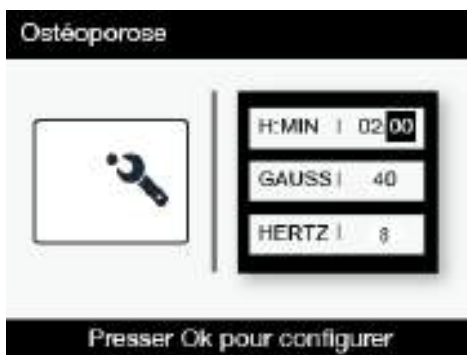 Ostéoporose
H:MIN | 02:00
GAUSS | 40
HERTZ | 8
Presser Ok pour configurer